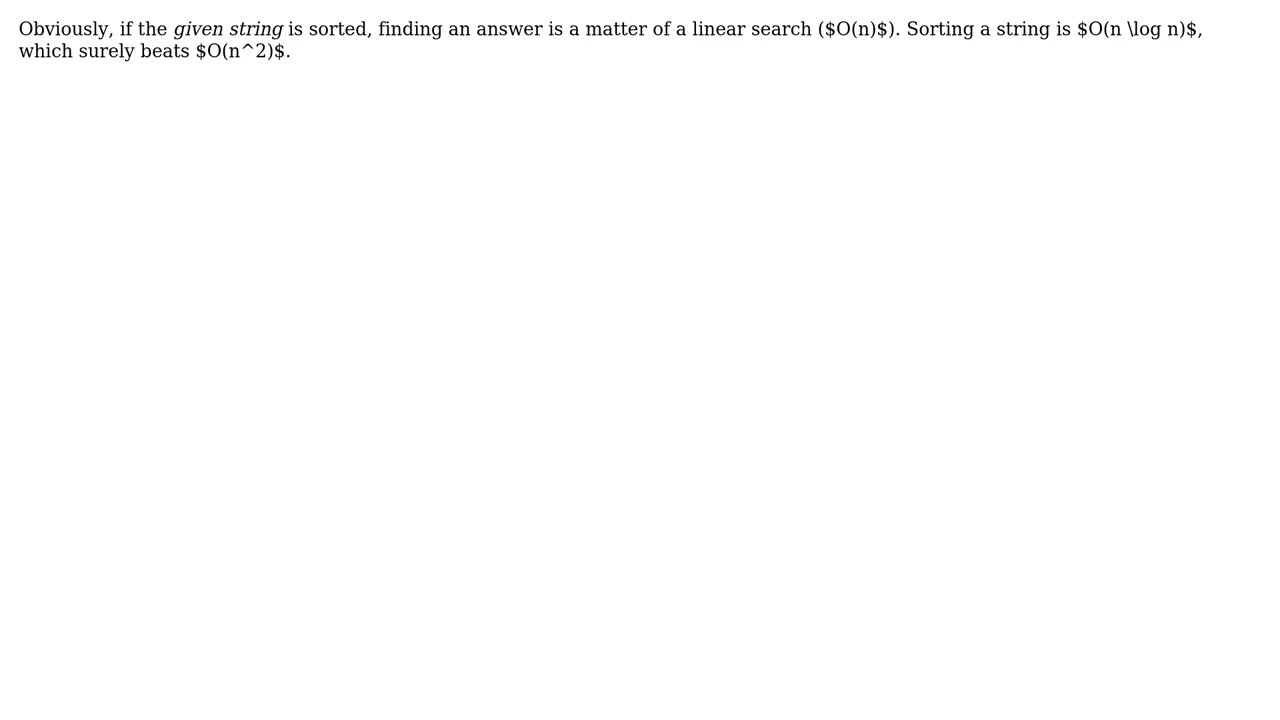 Obviously, if the given string is sorted, finding an answer is a matter of a linear search ($O(n)$). Sorting a string is $O(n \log n)$,
which surely beats $O(n^2)$.